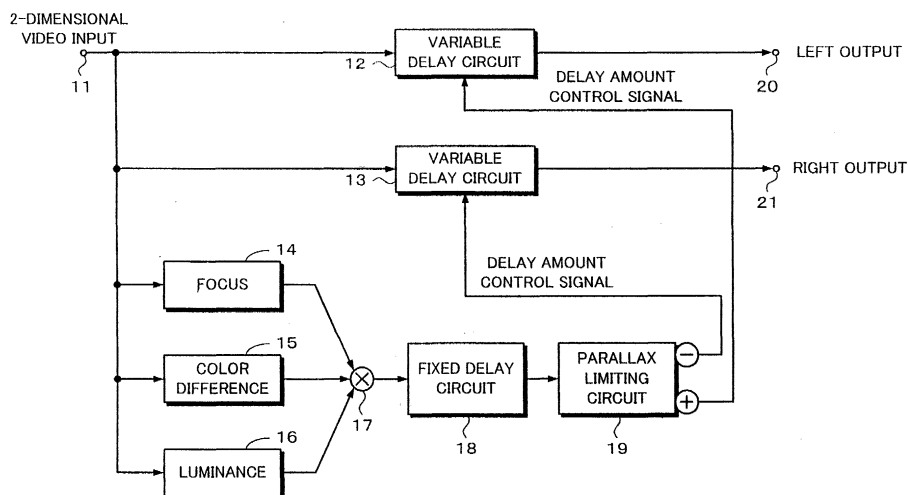 2-DIMENSIONAL
VIDEO INPUT
11
12
VARIABLE
DELAY CIRCUIT
LEFT OUTPUT
20
DELAY AMOUNT
CONTROL SIGNAL
13
VARIABLE
DELAY CIRCUIT
RIGHT OUTPUT
21
14
FOCUS
DELAY AMOUNT
CONTROL SIGNAL
15
COLOR
DIFFERENCE
17
FIXED DELAY
CIRCUIT
18
PARALLAX
LIMITING
CIRCUIT
19
−
+
16
LUMINANCE